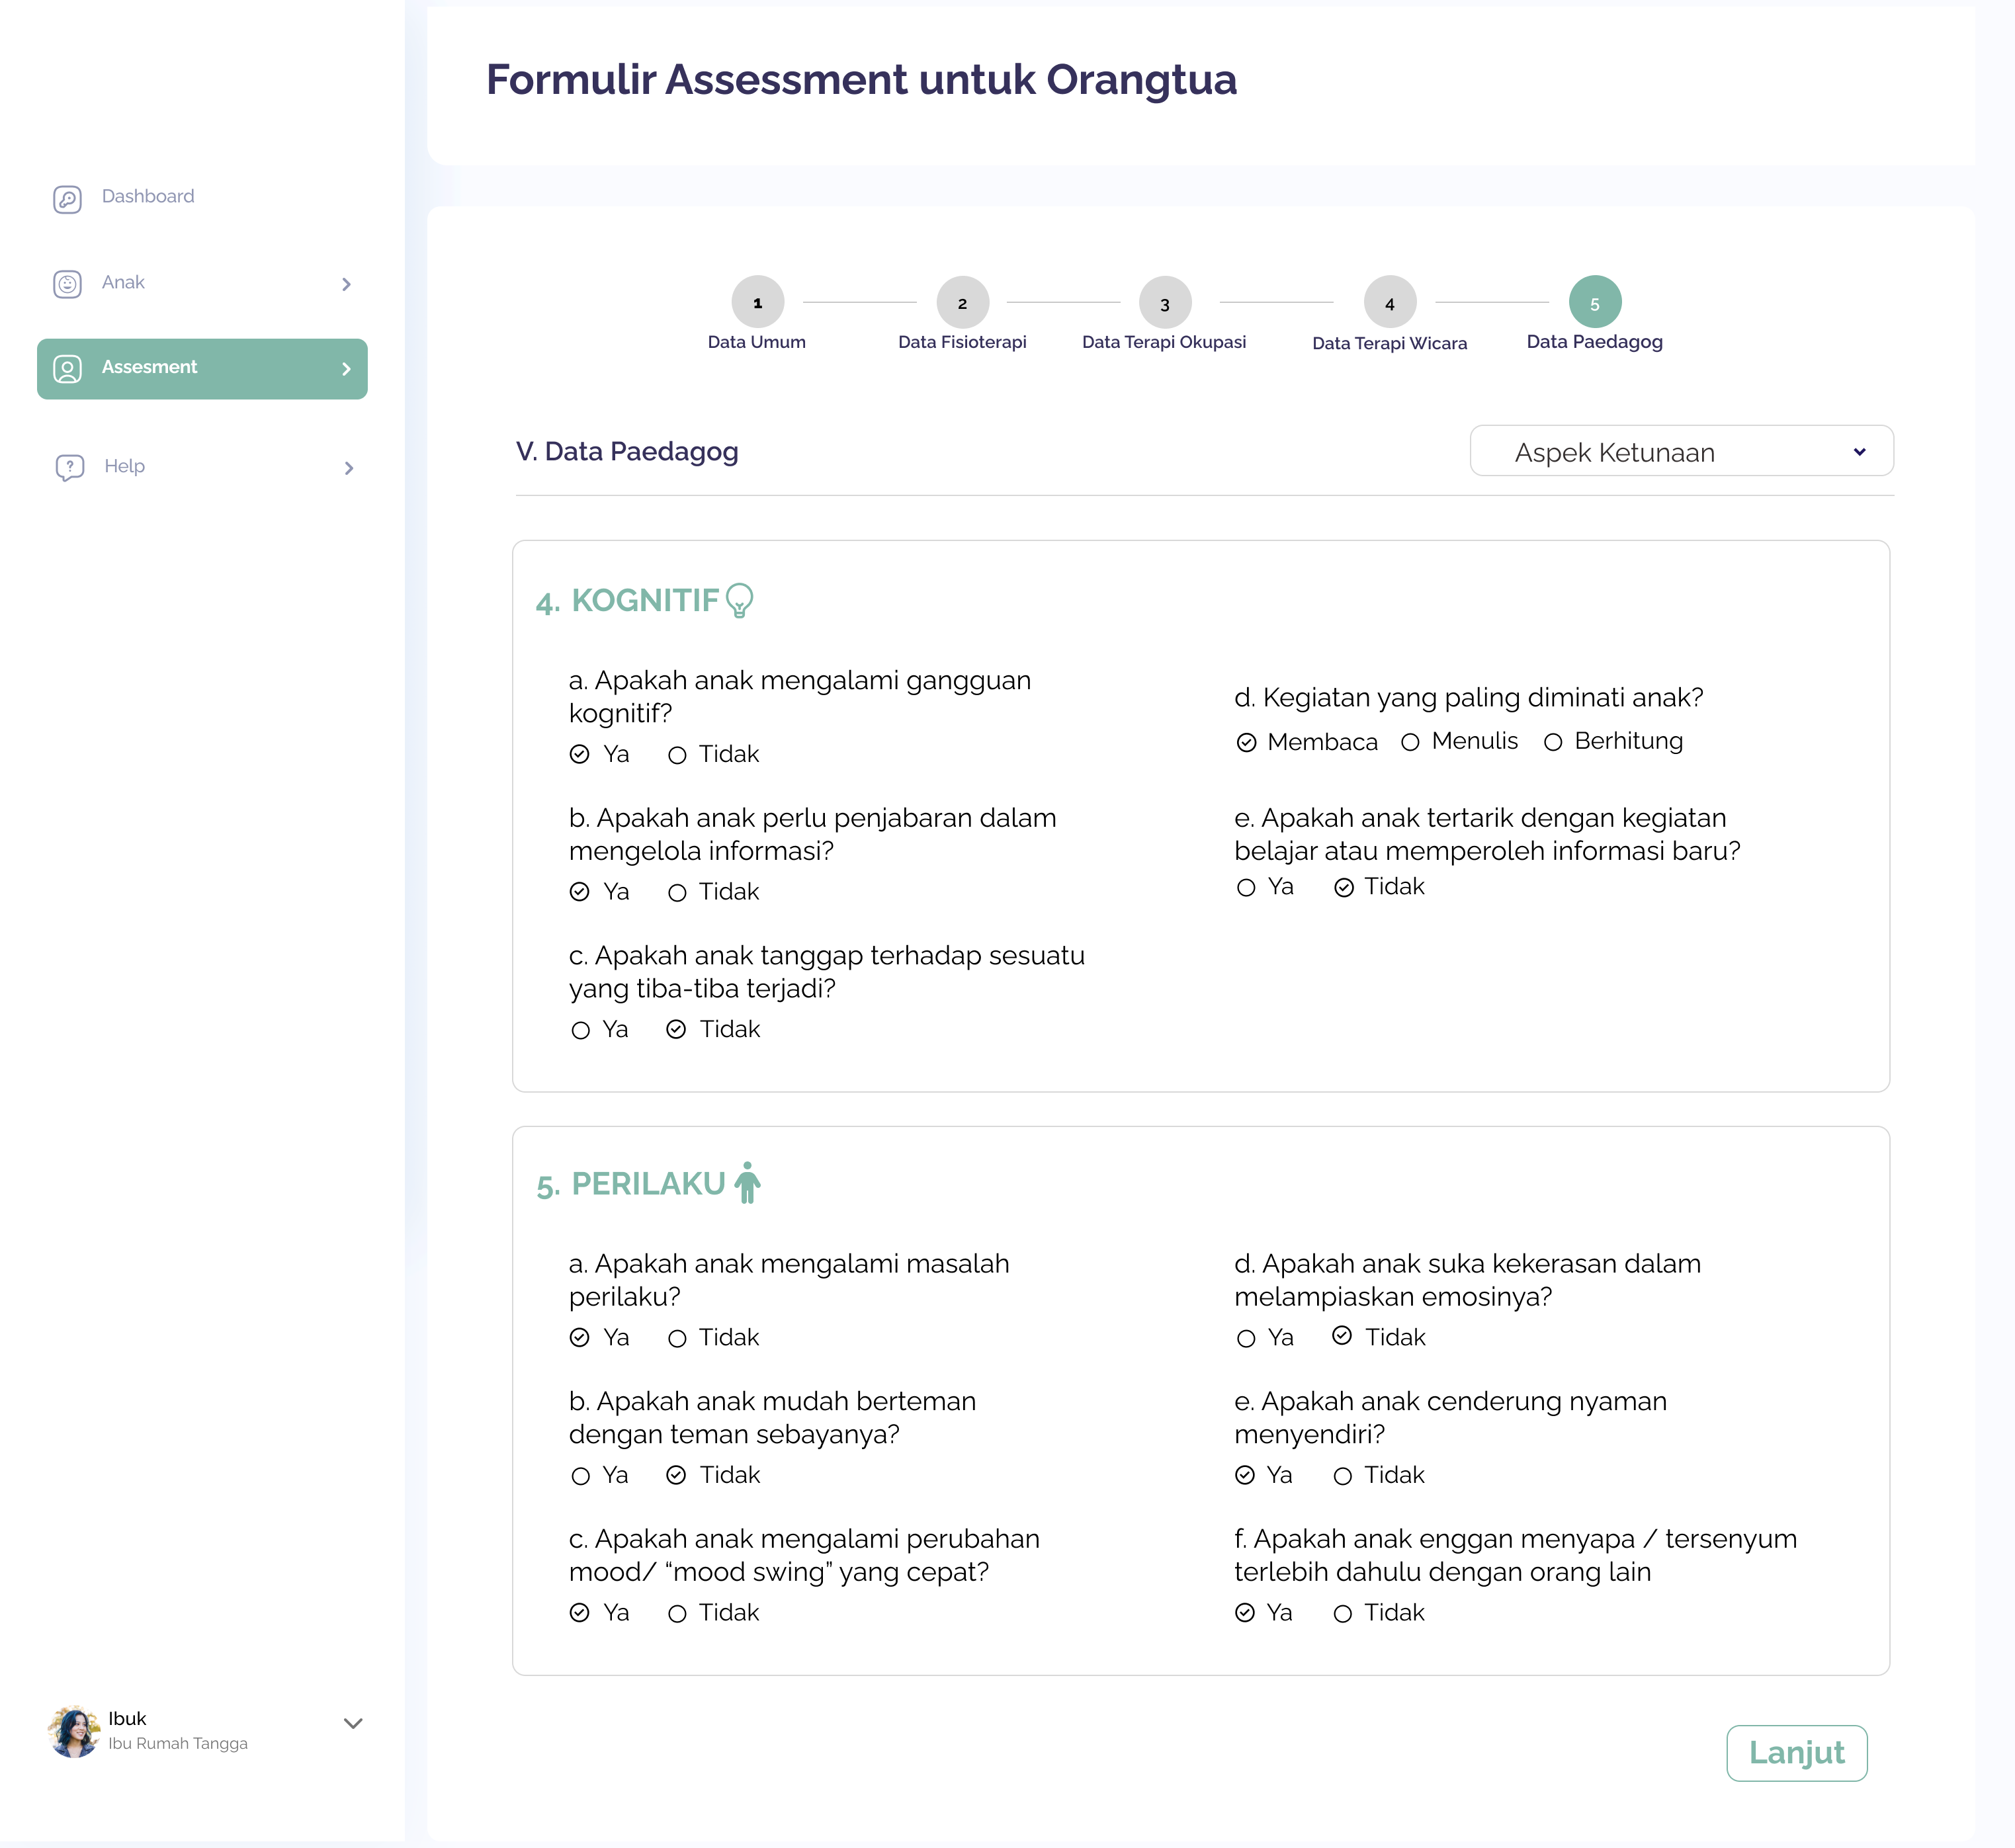 Formulir Assessment untuk Orangtua
Dashboard
Anak
Assesment
Help
1
2
3
4
5
Data Umum
Data Fisioterapi
Data Terapi Okupasi
Data Terapi Wicara
Data Paedagog
V. Data Paedagog
Aspek Ketunaan
4. KOGNITIF
a. Apakah anak mengalami gangguan
kognitif?
Ya Tidak
b. Apakah anak perlu penjabaran dalam
mengelola informasi?
Ya Tidak
c. Apakah anak tanggap terhadap sesuatu
yang tiba-tiba terjadi?
Ya Tidak
d. Kegiatan yang paling diminati anak?
Membaca Menulis Berhitung
e. Apakah anak tertarik dengan kegiatan
belajar atau memperoleh informasi baru?
Ya Tidak
5. PERILAKU
a. Apakah anak mengalami masalah
perilaku?
Ya Tidak
b. Apakah anak mudah berteman
dengan teman sebayanya?
Ya Tidak
c. Apakah anak mengalami perubahan
mood/ “mood swing” yang cepat?
Ya Tidak
d. Apakah anak suka kekerasan dalam
melampiaskan emosinya?
Ya Tidak
e. Apakah anak cenderung nyaman
menyendiri?
Ya Tidak
f. Apakah anak enggan menyapa / tersenyum
terlebih dahulu dengan orang lain
Ya Tidak
Ibuk
Ibu Rumah Tangga
Lanjut